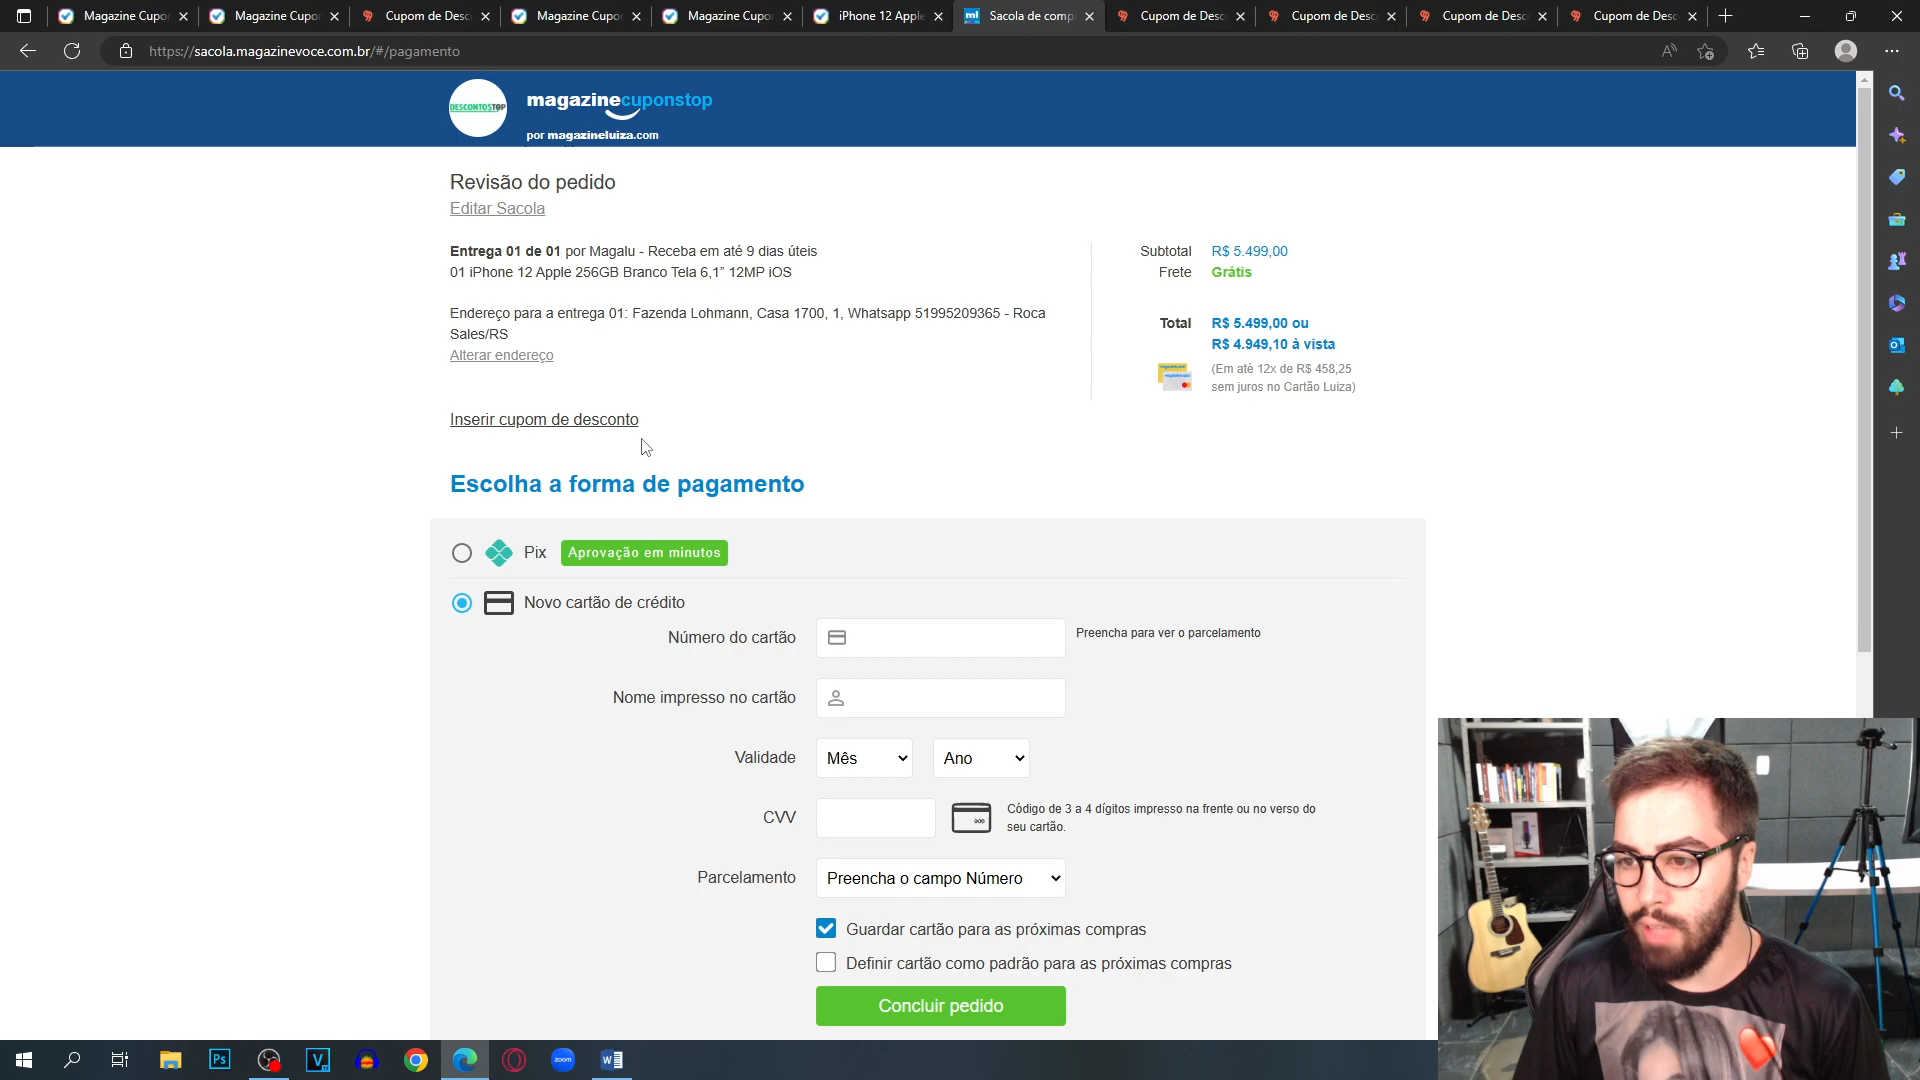 Magazine Cupo
Magazine Cupo
Cupom de Desc
Magazine Cupo
Magazine Cupo
iPhone 12 Apple
Sacola de comp
Cupom de Desc
Cupom de Desc
Cupom de Desc
Cupom de Desc
https://sacola.magazinevoce.com.br/#/pagamento
DESCONTOSTOP
magazinecuponstop
por magazineluiza.com
Revisão do pedido
Editar Sacola
Entrega 01 de 01 por Magalu - Receba em até 9 dias úteis
01 iPhone 12 Apple 256GB Branco Tela 6,1” 12MP iOS
Endereço para a entrega 01: Fazenda Lohmann, Casa 1700, 1, Whatsapp 51995209365 - Roca
Sales/RS
Alterar endereço
Subtotal R$ 5.499,00
Frete Grátis
Total R$ 5.499,00 ou
R$ 4.949,10 à vista
(Em até 12x de R$ 458,25
sem juros no Cartão Luiza)
Inserir cupom de desconto
Escolha a forma de pagamento
Pix Aprovação em minutos
Novo cartão de crédito
Número do cartão
Preencha para ver o parcelamento
Nome impresso no cartão
Validade Mês Ano
CVV
Código de 3 a 4 dígitos impresso na frente ou no verso do
seu cartão.
Parcelamento Preencha o campo Número
Guardar cartão para as próximas compras
Definir cartão como padrão para as próximas compras
Concluir pedido
Ps
V
zoom
W